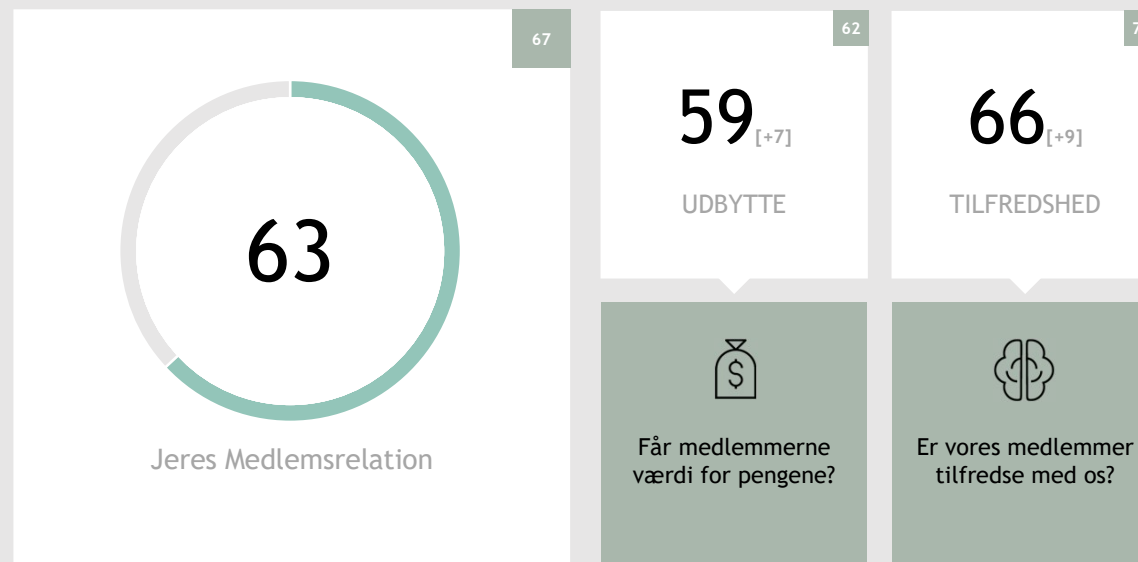 67
63
Jeres Medlemsrelation
62
59[+7]
UDBYTTE
Får medlemmerne
værdi for pengene?
66[+9]
TILFREDSHED
Er vores medlemmer
tilfredse med os?